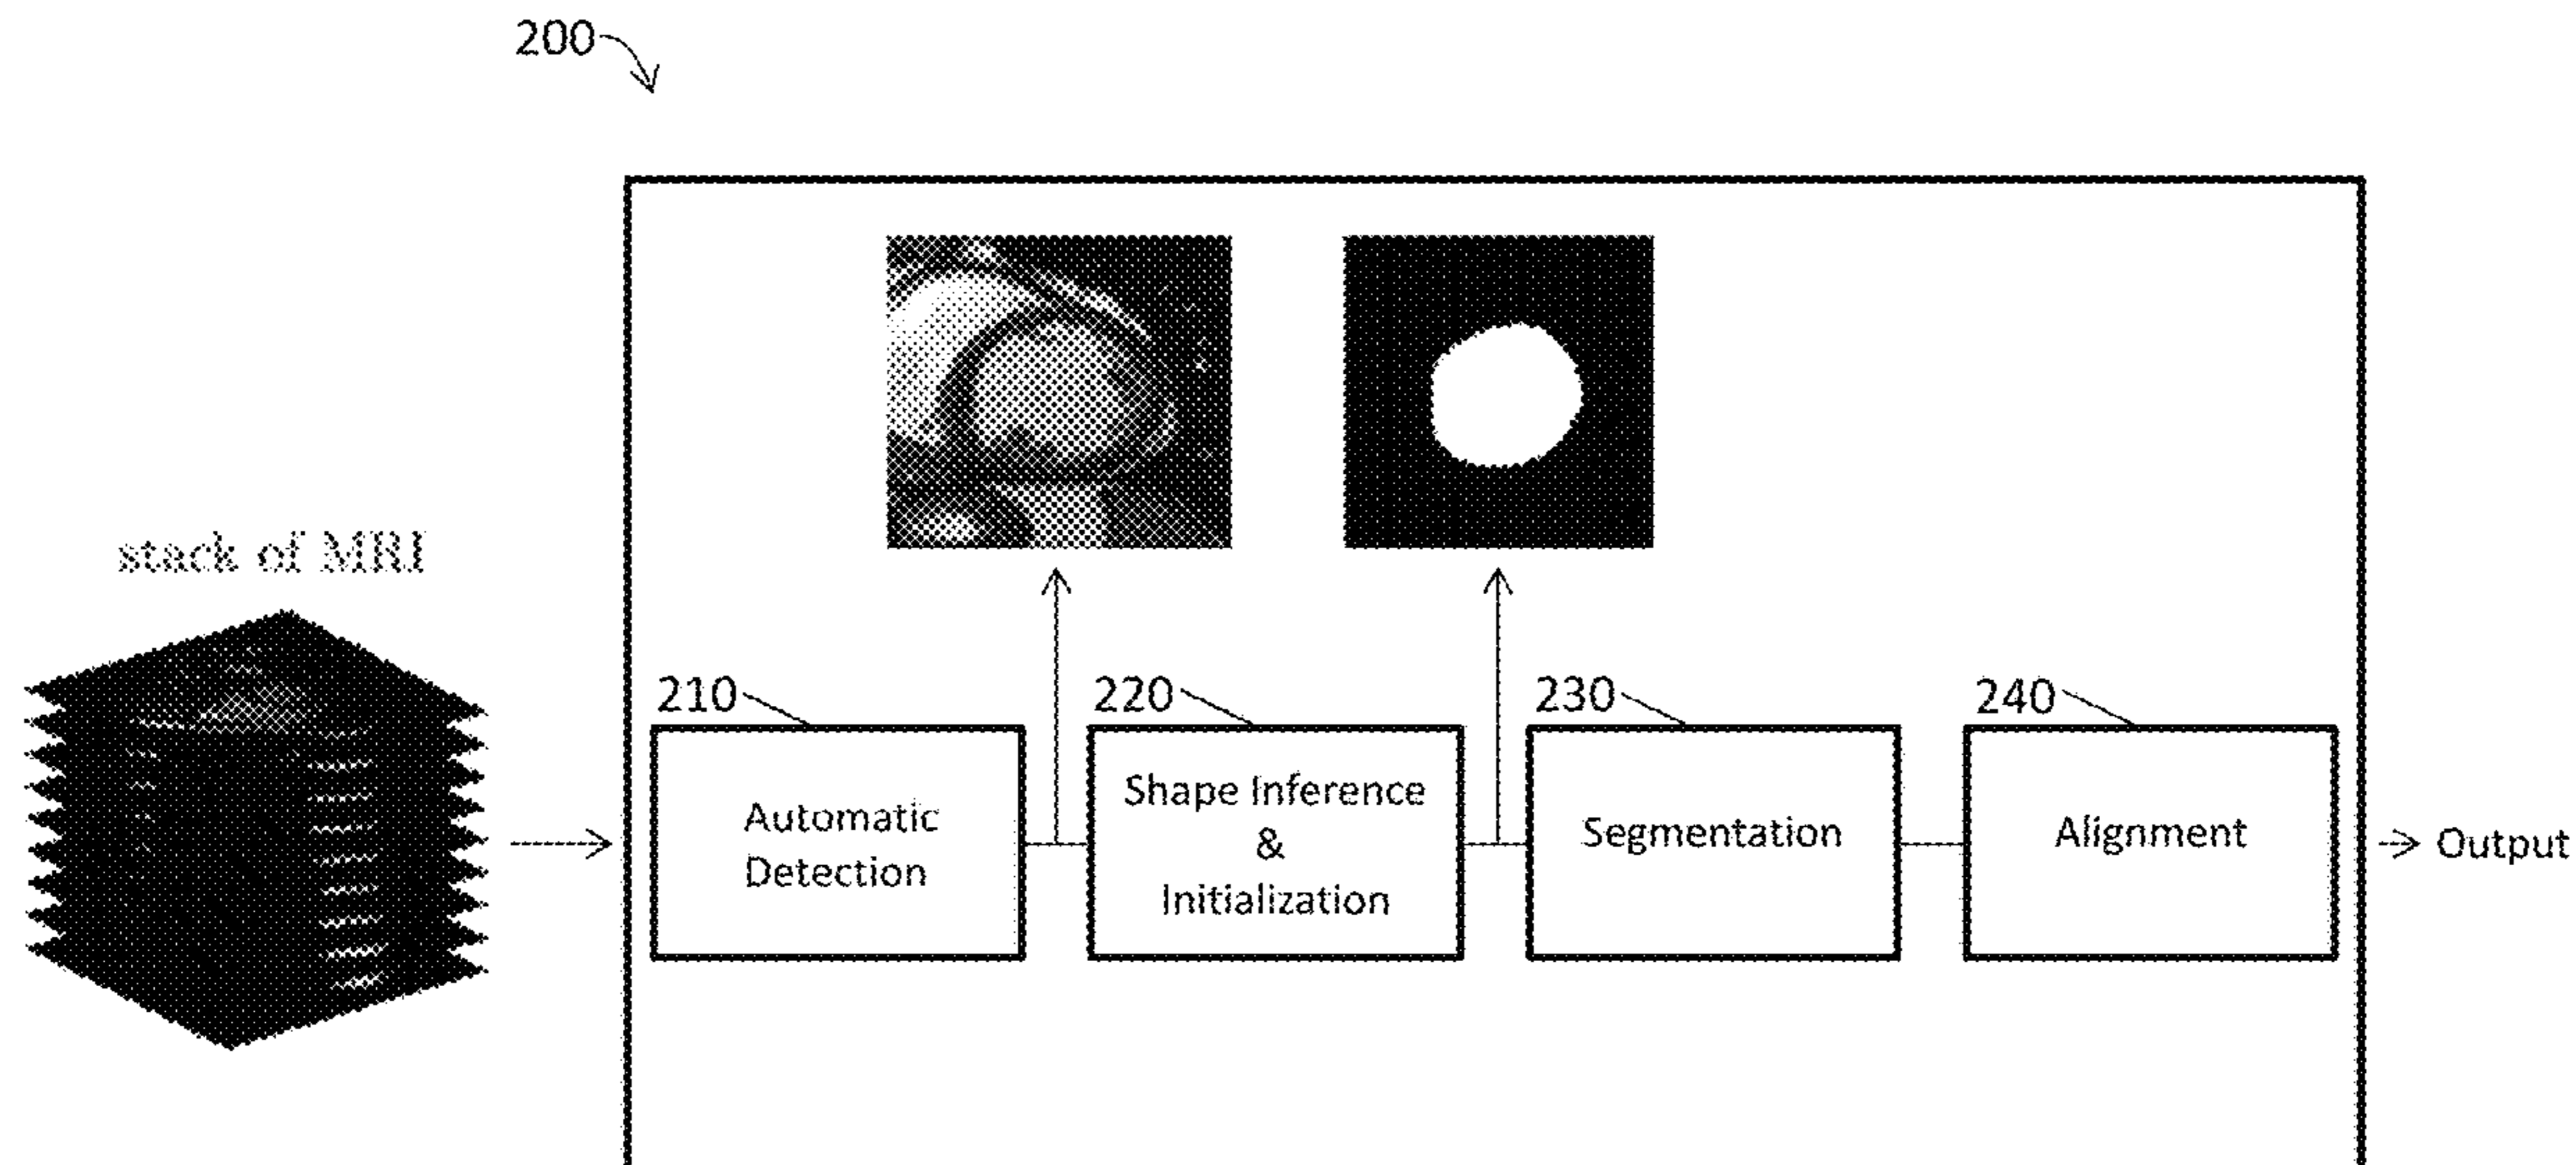 200
stack of MRI
210
220
230
240
Automatic
Detection
Shape Inference
&
Initialization
Segmentation
Alignment
Output